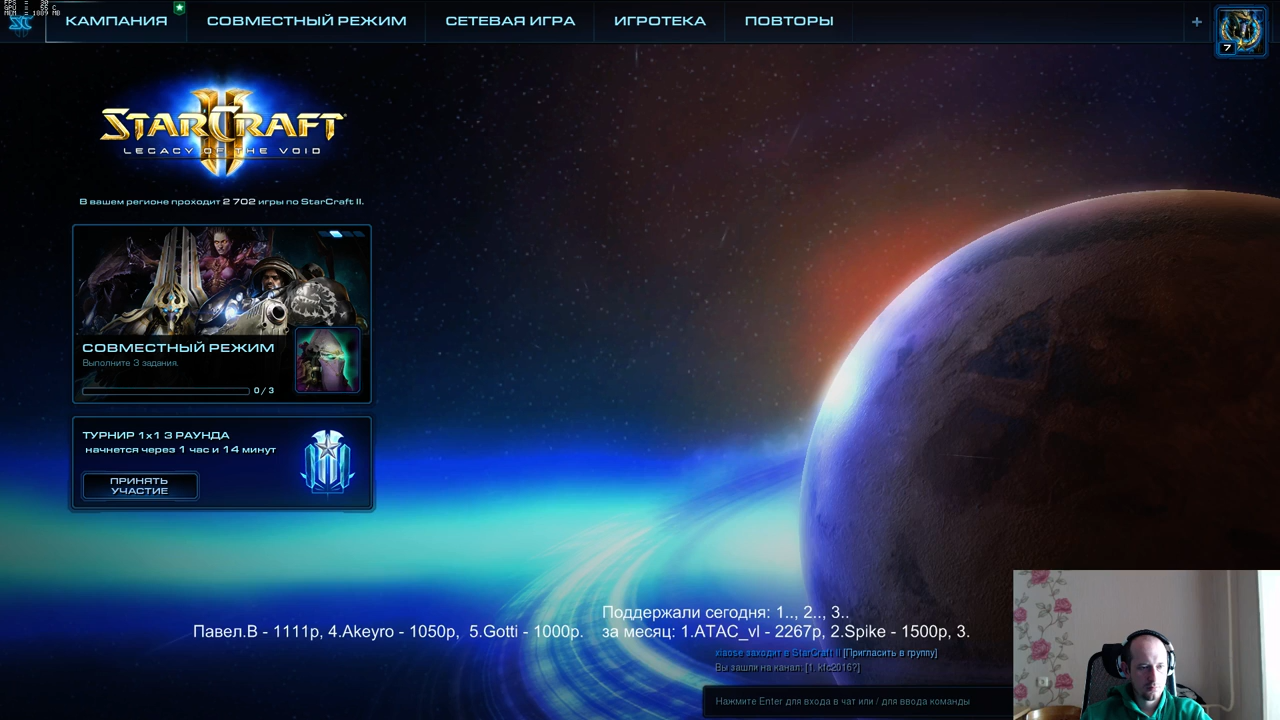 КАМПАНИЯ
СОВМЕСТНЫЙ РЕЖИМ
СЕТЕВАЯ ИГРА
ИГРОТЕКА
ПОВТОРЫ
7
STARCRAFT
II
LEGACY OF THE VOID
В вашем регионе проходит 2 702 игры по StarCraft II.
СОВМЕСТНЫЙ РЕЖИМ
Выполните 3 задания.
0 / 3
ТУРНИР 1x1 3 РАУНДА
начнется через 1 час и 14 минут
ПРИНЯТЬ
УЧАСТИЕ
Поддержали сегодня: 1.., 2.., 3..
Павел.В - 1111р, 4.Akeyro - 1050р, 5.Gotti - 1000р. за месяц: 1.ATAC_vl - 2267р, 2.Spike - 1500р, 3.
xiaose заходит в StarCraft II [Пригласить в группу]
Вы зашли на канал: [1. kfc2016?]
Нажмите Enter для входа в чат или / для ввода команды